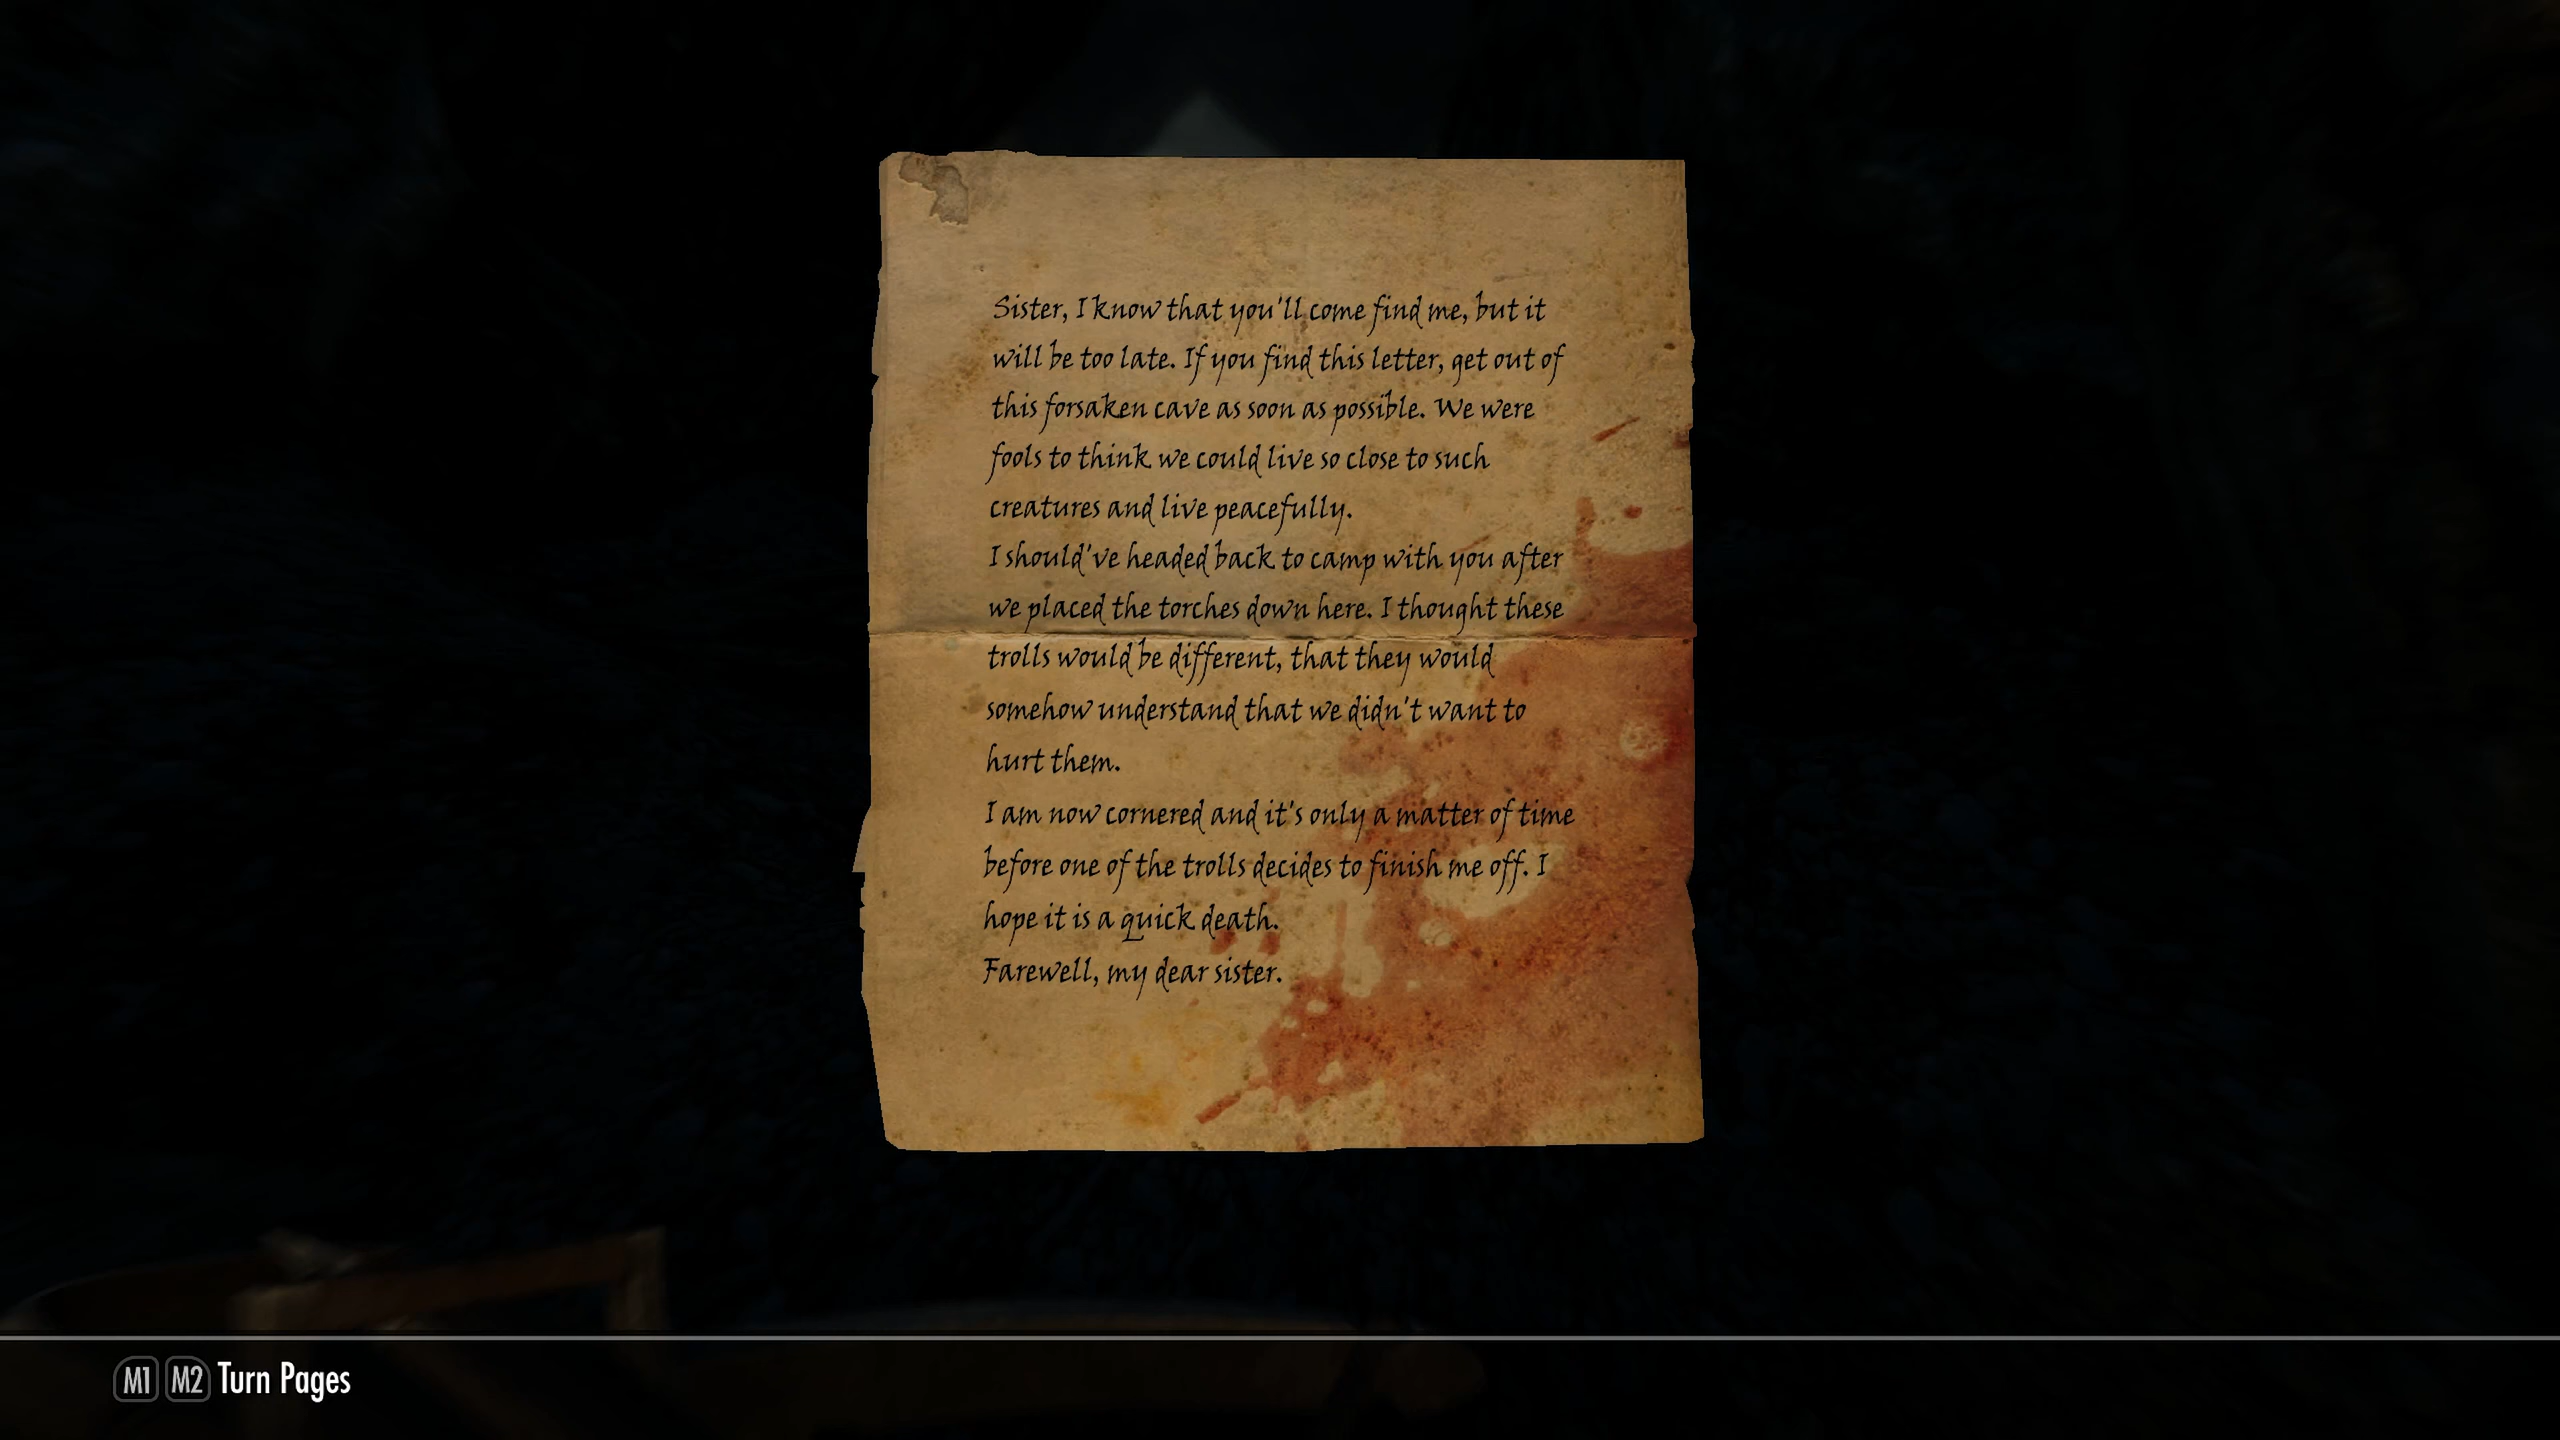 Sister, I know that you'll come find me, but it
will be too late. If you find this letter, get out of
this forsaken cave as soon as possible. We were
fools to think we could live so close to such
creatures and live peacefully.
I should've headed back to camp with you after
we placed the torches down here. I thought these
trolls would be different, that they would
somehow understand that we didn't want to
hurt them.
I am now cornered and it's only a matter of time
before one of the trolls decides to finish me off. I
hope it is a quick death.
Farewell, my dear sister.
M1 M2 Turn Pages